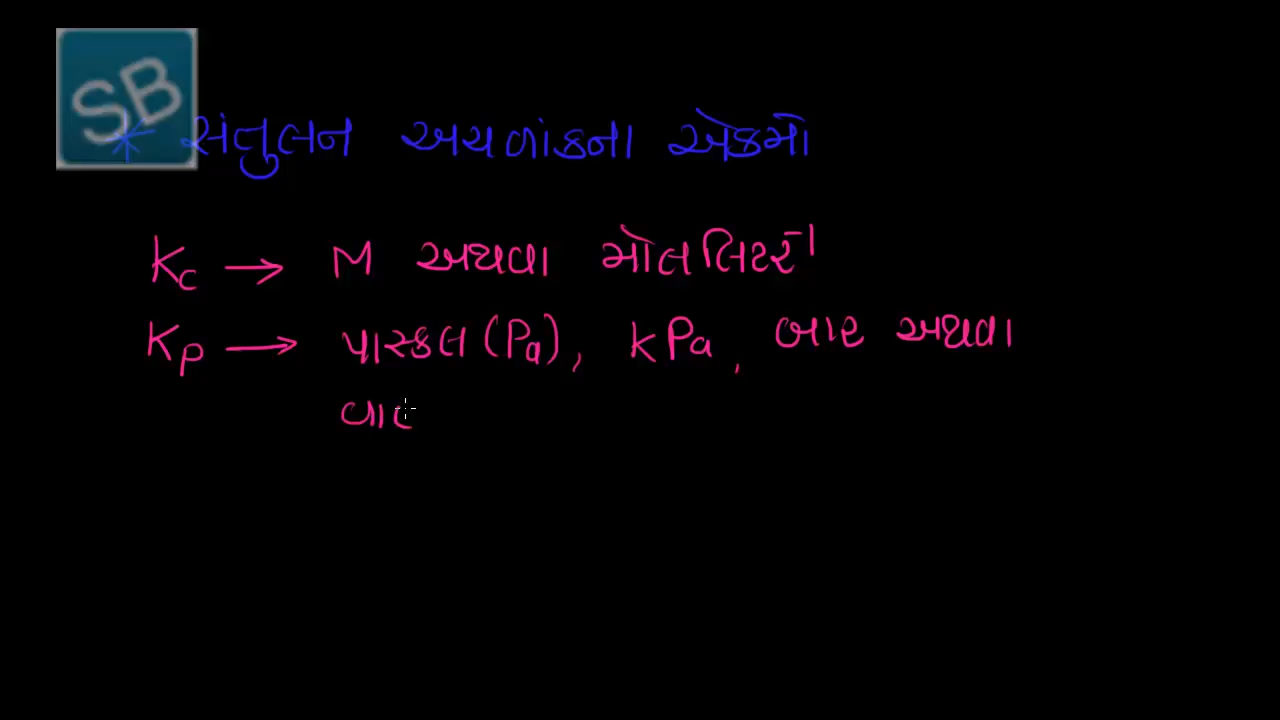 SB
* સંતુલન અચળાંકના એકમો
Kc → M અથવા મોલ લિટર⁻¹
Kp → પાસ્કલ (Pa), kPa, બાર અથવા
વા